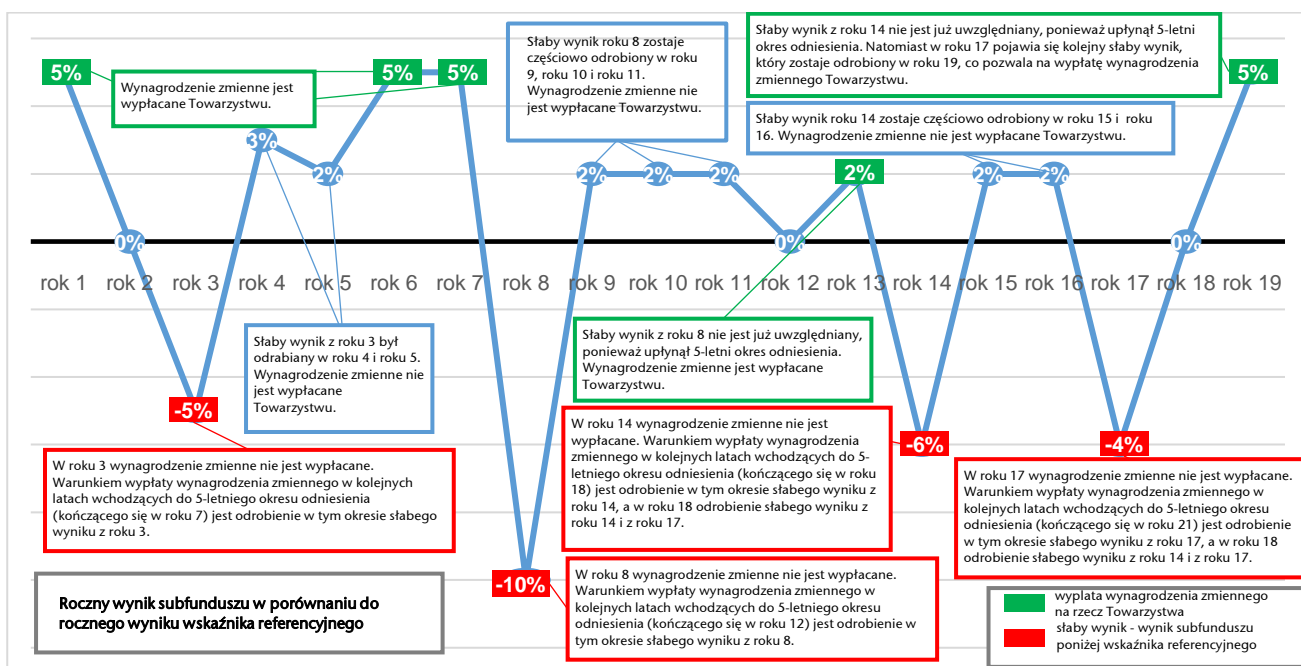 Słaby wynik z roku 14 nie jest już uwzględniany, ponieważ upłynął 5-letni
okres odniesienia. Natomiast w roku 17 pojawia się kolejny słaby wynik,
który zostaje odrobiony w roku 19, co pozwala na wypłatę wynagrodzenia
zmiennego Towarzystwu.
Słaby wynik roku 8 zostaje
częściowo odrobiony w roku
9, roku 10 i roku 11.
Wynagrodzenie zmienne nie
jest wypłacane Towarzystwu.
Wynagrodzenie zmienne jest
wypłacane Towarzystwu.
Słaby wynik roku 14 zostaje częściowo odrobiony w roku 15 i roku
16. Wynagrodzenie zmienne nie jest wypłacane Towarzystwu.
5%
0%
-5%
3%
2%
5%
5%
-10%
2%
2%
2%
0%
2%
-6%
2%
2%
-4%
0%
5%
rok 1 rok 2 rok 3 rok 4 rok 5 rok 6 rok 7 rok 8 rok 9 rok 10 rok 11 rok 12 rok 13 rok 14 rok 15 rok 16 rok 17 rok 18 rok 19
Słaby wynik z roku 3 był
odrabiany w roku 4 i roku 5.
Wynagrodzenie zmienne nie
jest wypłacane
Towarzystwu.
Słaby wynik z roku 8 nie jest już uwzględniany,
ponieważ upłynął 5-letni okres odniesienia.
Wynagrodzenie zmienne jest wypłacane
Towarzystwu.
W roku 3 wynagrodzenie zmienne nie jest wypłacane.
Warunkiem wypłaty wynagrodzenia zmiennego w kolejnych
latach wchodzących do 5-letniego okresu odniesienia
(kończącego się w roku 7) jest odrobienie w tym okresie słabego
wyniku z roku 3.
W roku 14 wynagrodzenie zmienne nie jest
wypłacane. Warunkiem wypłaty wynagrodzenia
zmiennego w kolejnych latach wchodzących do 5-
letniego okresu odniesienia (kończącego się w roku
18) jest odrobienie w tym okresie słabego wyniku z
roku 14, a w roku 18 odrobienie słabego wyniku z
roku 14 i z roku 17.
W roku 17 wynagrodzenie zmienne nie jest wypłacane.
Warunkiem wypłaty wynagrodzenia zmiennego w
kolejnych latach wchodzących do 5-letniego okresu
odniesienia (kończącego się w roku 21) jest odrobienie
w tym okresie słabego wyniku z roku 17, a w roku 18
odrobienie słabego wyniku z roku 14 i z roku 17.
W roku 8 wynagrodzenie zmienne nie jest wypłacane.
Warunkiem wypłaty wynagrodzenia zmiennego w
kolejnych latach wchodzących do 5-letniego okresu
odniesienia (kończącego się w roku 12) jest odrobienie w
tym okresie słabego wyniku z roku 8.
Roczny wynik subfunduszu w porównaniu do
rocznego wyniku wskaźnika referencyjnego
wyplata wynagrodzenia zmiennego
na rzecz Towarzystwa
słaby wynik - wynik subfunduszu
poniżej wskaźnika referencyjnego